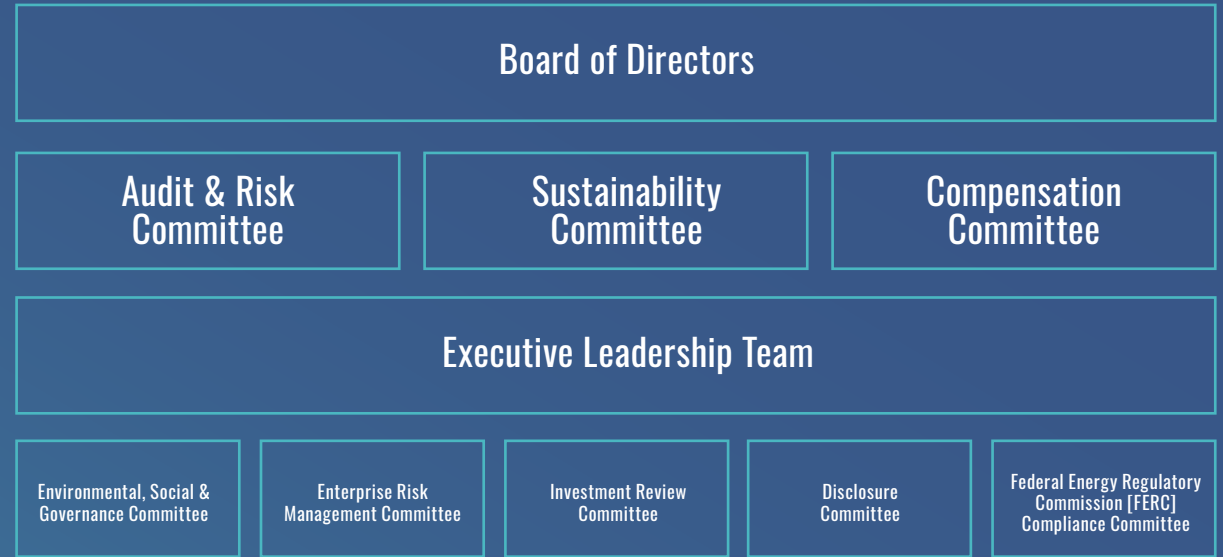 Board of Directors
Audit & Risk
Committee
Sustainability
Committee
Compensation
Committee
Executive Leadership Team
Environmental, Social &
Governance Committee
Enterprise Risk
Management Committee
Investment Review
Committee
Disclosure
Committee
Federal Energy Regulatory
Commission [FERC]
Compliance Committee